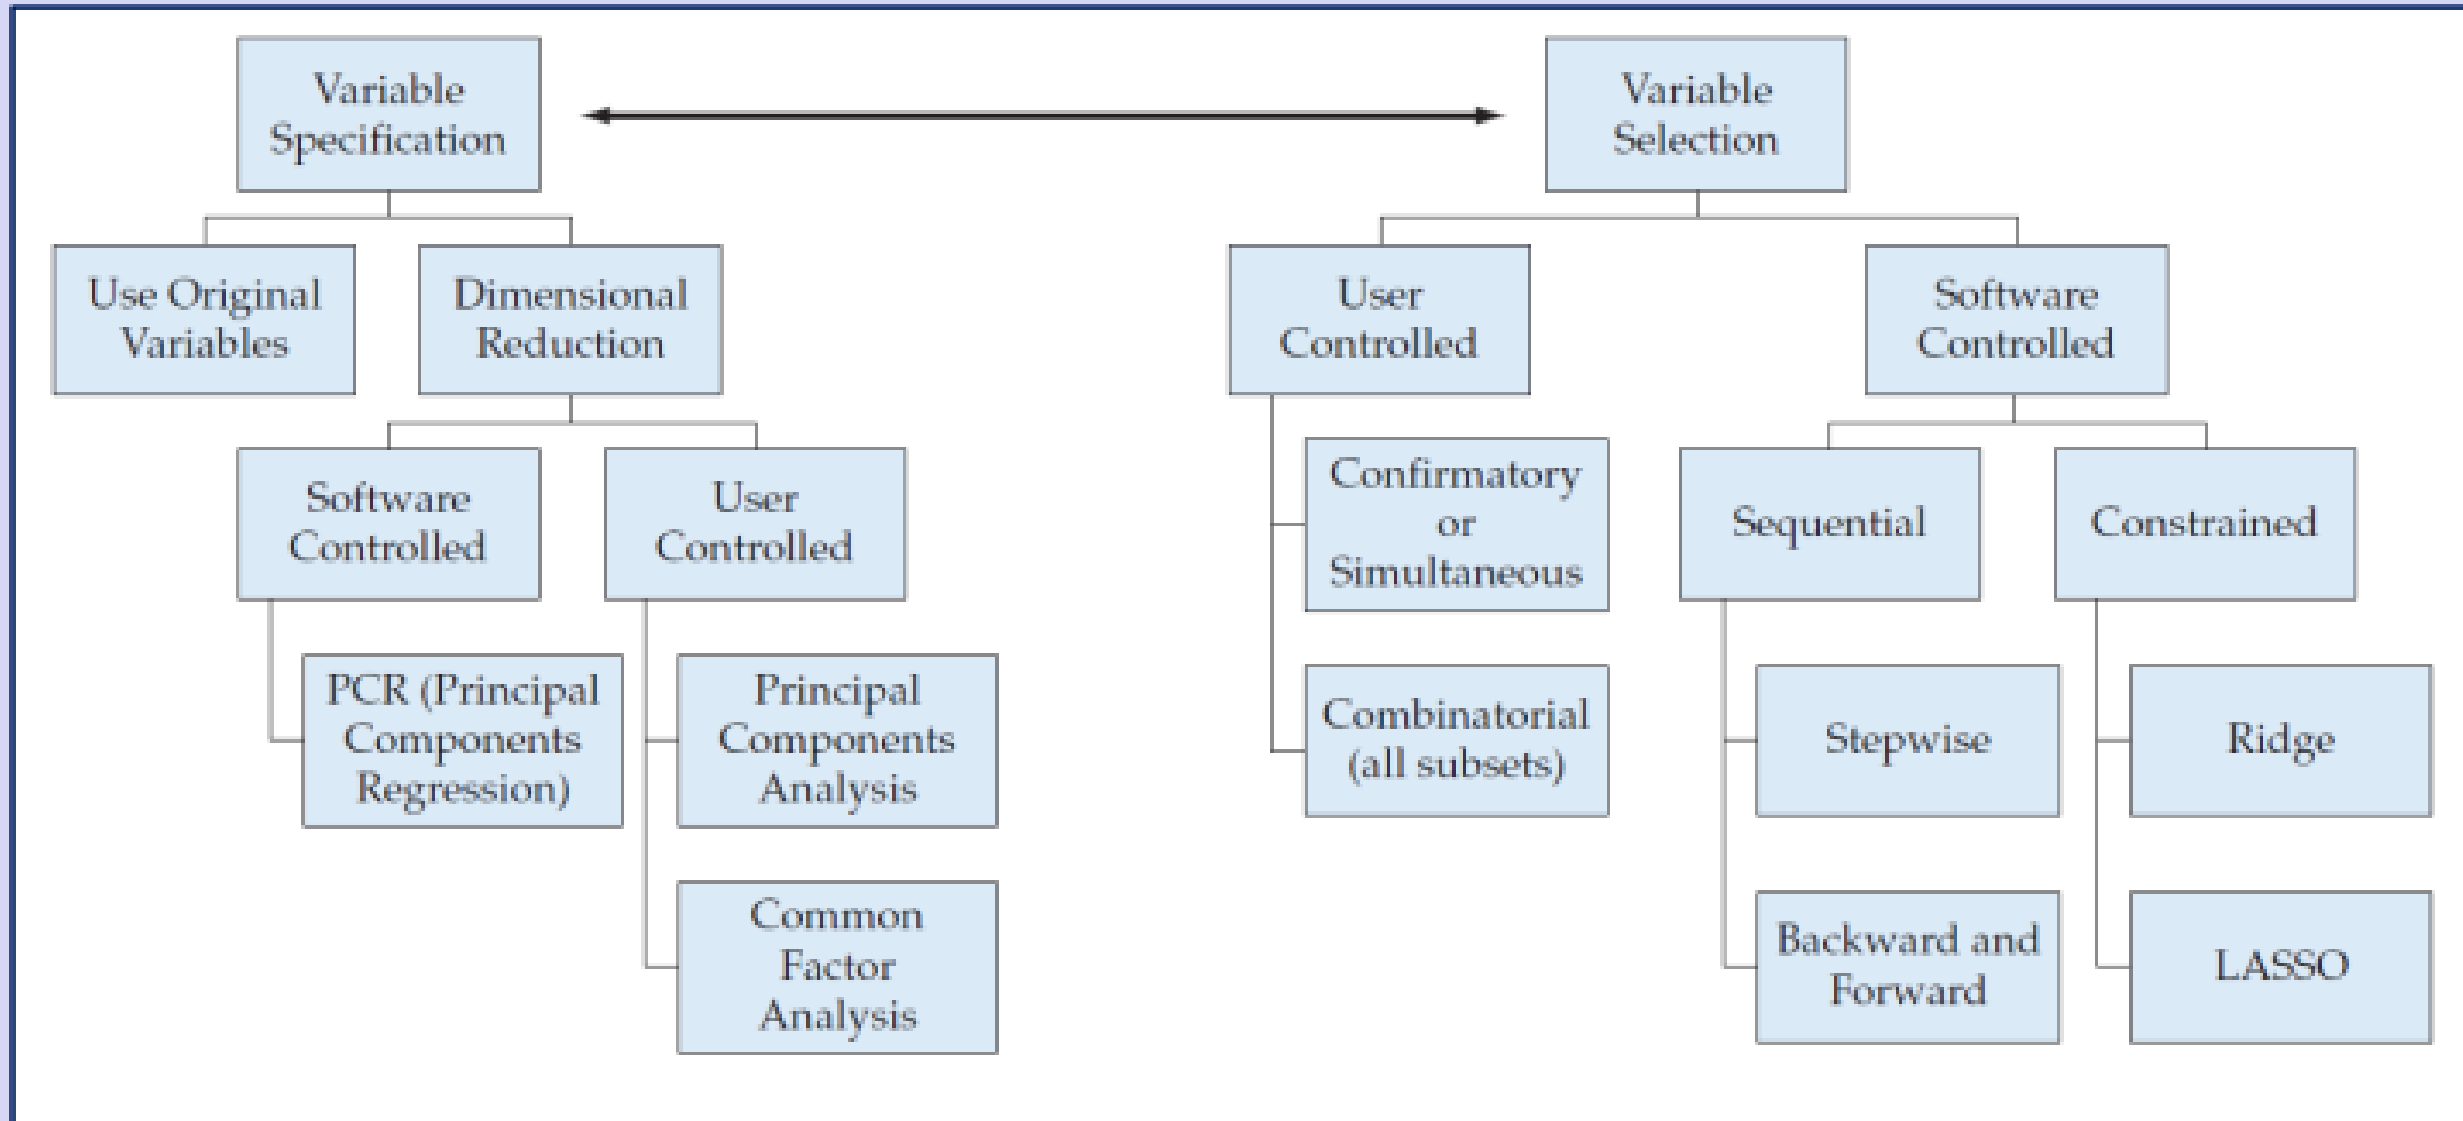 Variable
Specification
Variable
Selection
Use Original
Variables
Dimensional
Reduction
User
Controlled
Software
Controlled
Software
Controlled
User
Controlled
Confirmatory
or
Simultaneous
Sequential
Constrained
PCR (Principal
Components
Regression)
Principal
Components
Analysis
Combinatorial
(all subsets)
Stepwise
Ridge
Common
Factor
Analysis
Backward and
Forward
LASSO